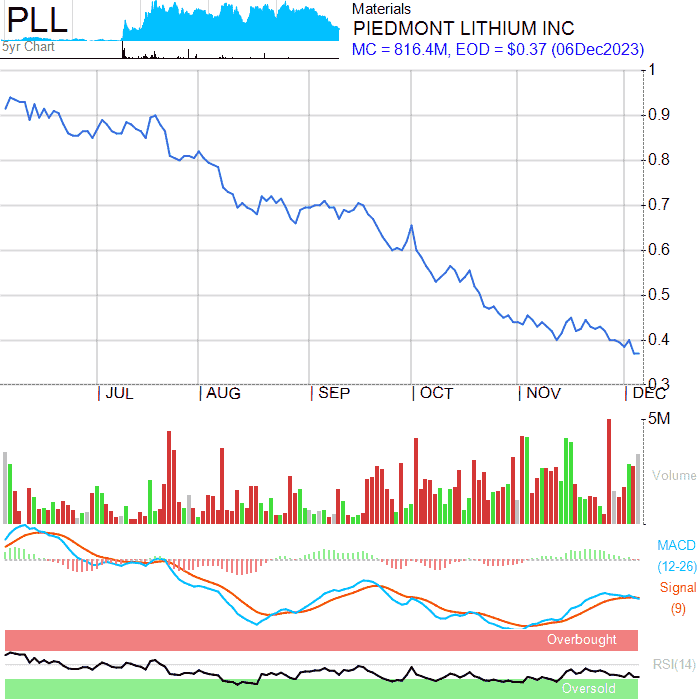 PLL
5yr Chart
Materials
PIEDMONT LITHIUM INC
MC = 816.4M, EOD = $0.37 (06Dec2023)
1
0.9
0.8
0.7
0.6
0.5
0.4
0.3
JUL
AUG
SEP
OCT
NOV
DEC
5M
Volume
MACD
(12-26)
Signal
(9)
Overbought
RSI(14)
Oversold